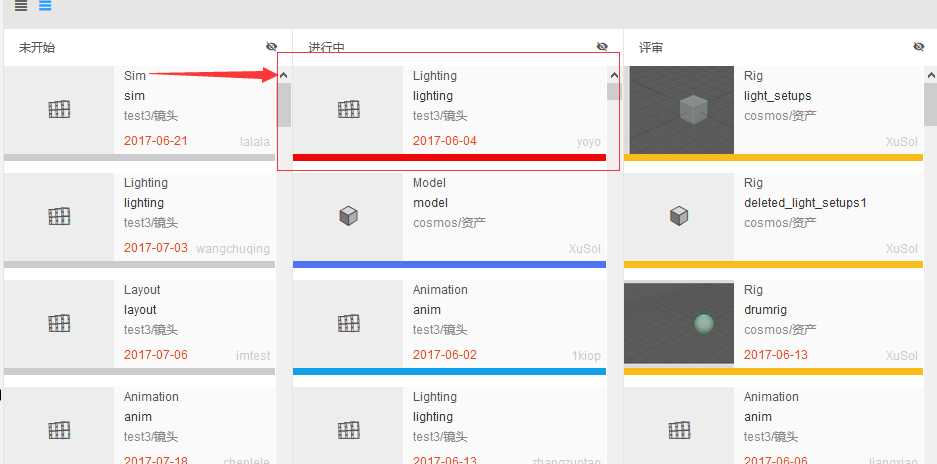 未开始
Sim
sim
test3/镜头
2017-06-21 lalala
Lighting
lighting
test3/镜头
2017-07-03 wangchuqing
Layout
layout
test3/镜头
2017-07-06 imtest
Animation
anim
test3/镜头
2017-07-18 chenlele
进行中
Lighting
lighting
test3/镜头
2017-06-04 yoyo
Model
model
cosmos/资产
XuSol
Animation
anim
test3/镜头
2017-06-02 1kiop
Lighting
lighting
test3/镜头
2017-06-13 zhangzuotao
评审
Rig
light_setups
cosmos/资产
XuSol
Rig
deleted_light_setups1
cosmos/资产
XuSol
Rig
drumrig
cosmos/资产
2017-06-13 XuSol
Animation
anim
test3/镜头
2017-06-06 liangxiao